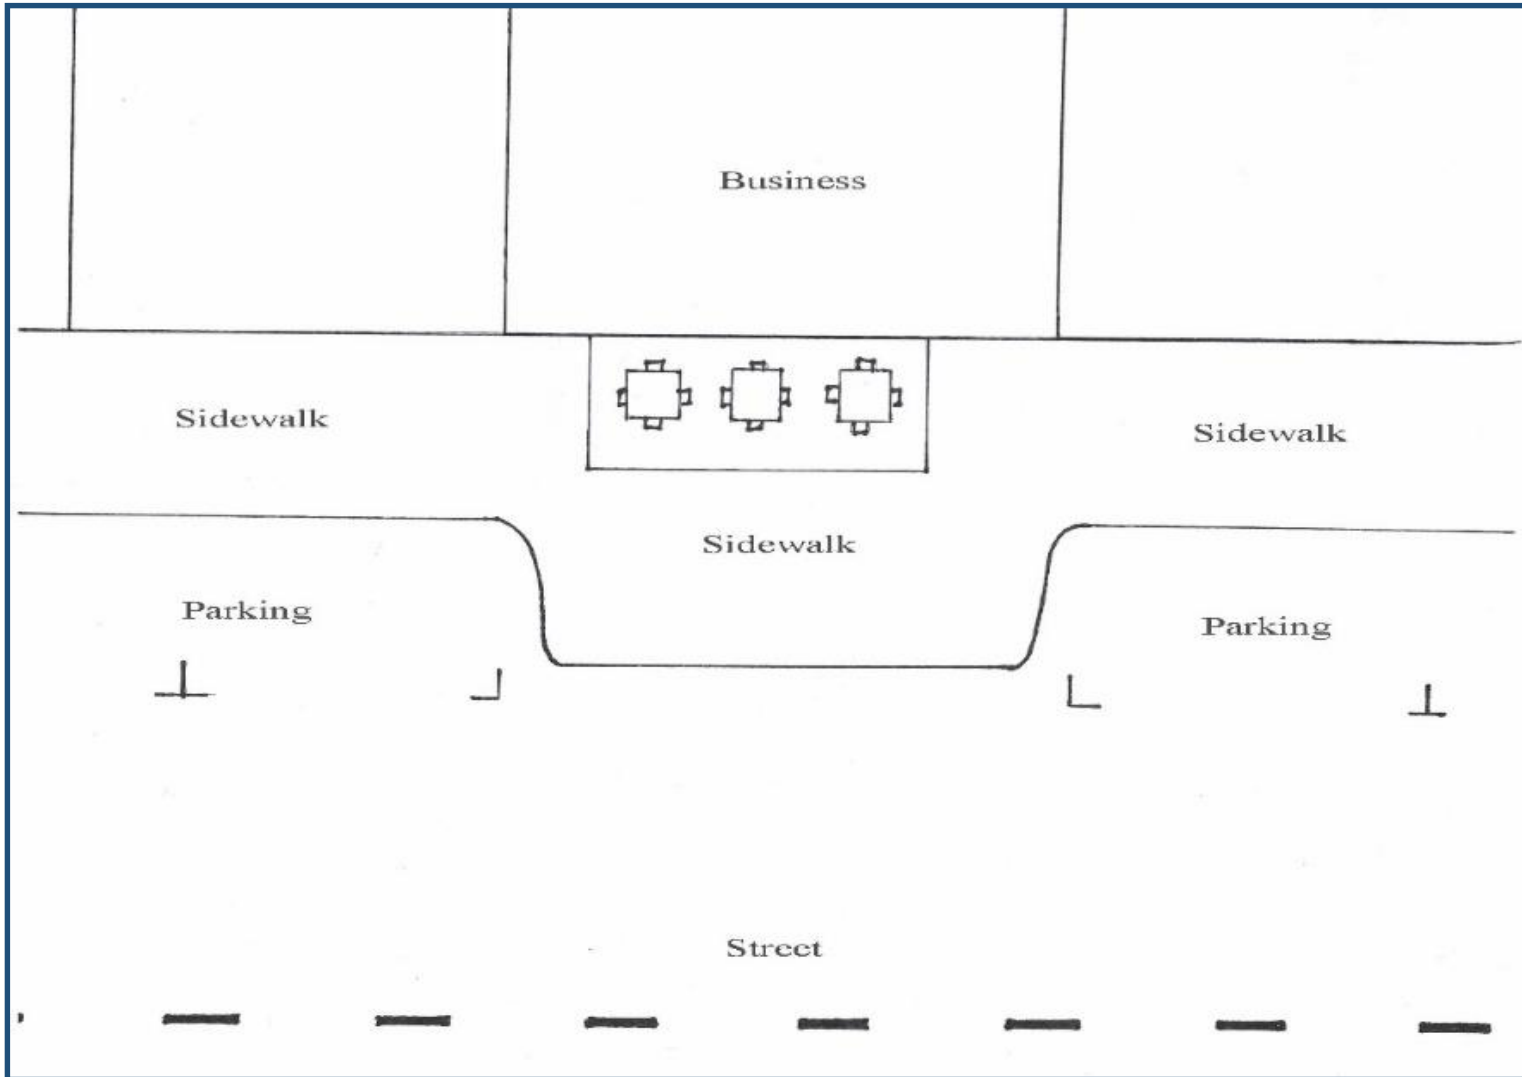 Business
Sidewalk
Sidewalk
Sidewalk
Parking
Parking
Street